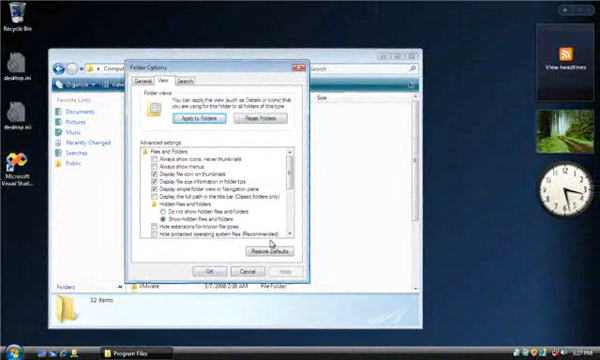 Recycle Bin
desktop.ini
desktop.ini
Microsoft
Visual Stud...
View headlines
Folder Options
General
View
Search
Folder views
You can apply the view (such as Details or Icons) that
you are using for this folder to all folders of this type.
Apply to Folders
Reset Folders
Advanced settings:
Files and Folders
Always show icons, never thumbnails
Always show menus
Display file icon on thumbnails
Display file size information in folder tips
Display simple folder view in Navigation pane
Display the full path in the title bar (Classic folders only)
Hidden files and folders
Do not show hidden files and folders
Show hidden files and folders
Hide extensions for known file types
Hide protected operating system files (Recommended)
Restore Defaults
OK
Cancel
Apply
Comput
Organize
View
Favorite Links
Documents
Pictures
Music
Recently Changed
Searches
Public
Folders
Size
VMware
File Folder
32 items
Program Files
3:27 PM